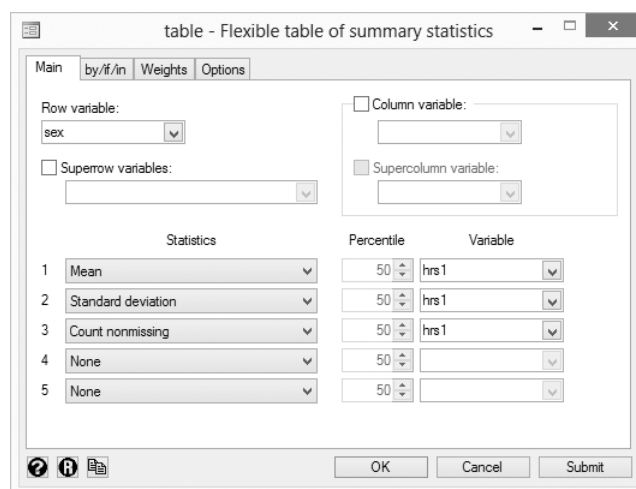 table - Flexible table of summary statistics
Main by/if/in Weights Options
Row variable:
sex
Column variable:
Superrow variables:
Supercolumn variable:
Statistics Percentile Variable
1 Mean 50 hrs1
2 Standard deviation 50 hrs1
3 Count nonmissing 50 hrs1
4 None 50
5 None 50
? R OK Cancel Submit